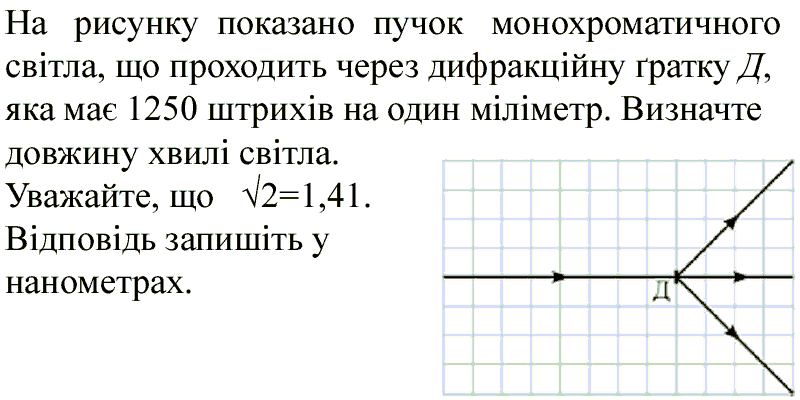 На рисунку показано пучок монохроматичного
світла, що проходить через дифракційну ґратку Д,
яка має 1250 штрихів на один міліметр. Визначте
довжину хвилі світла.
Уважайте, що √2=1,41.
Відповідь запишіть у
нанометрах.
Д